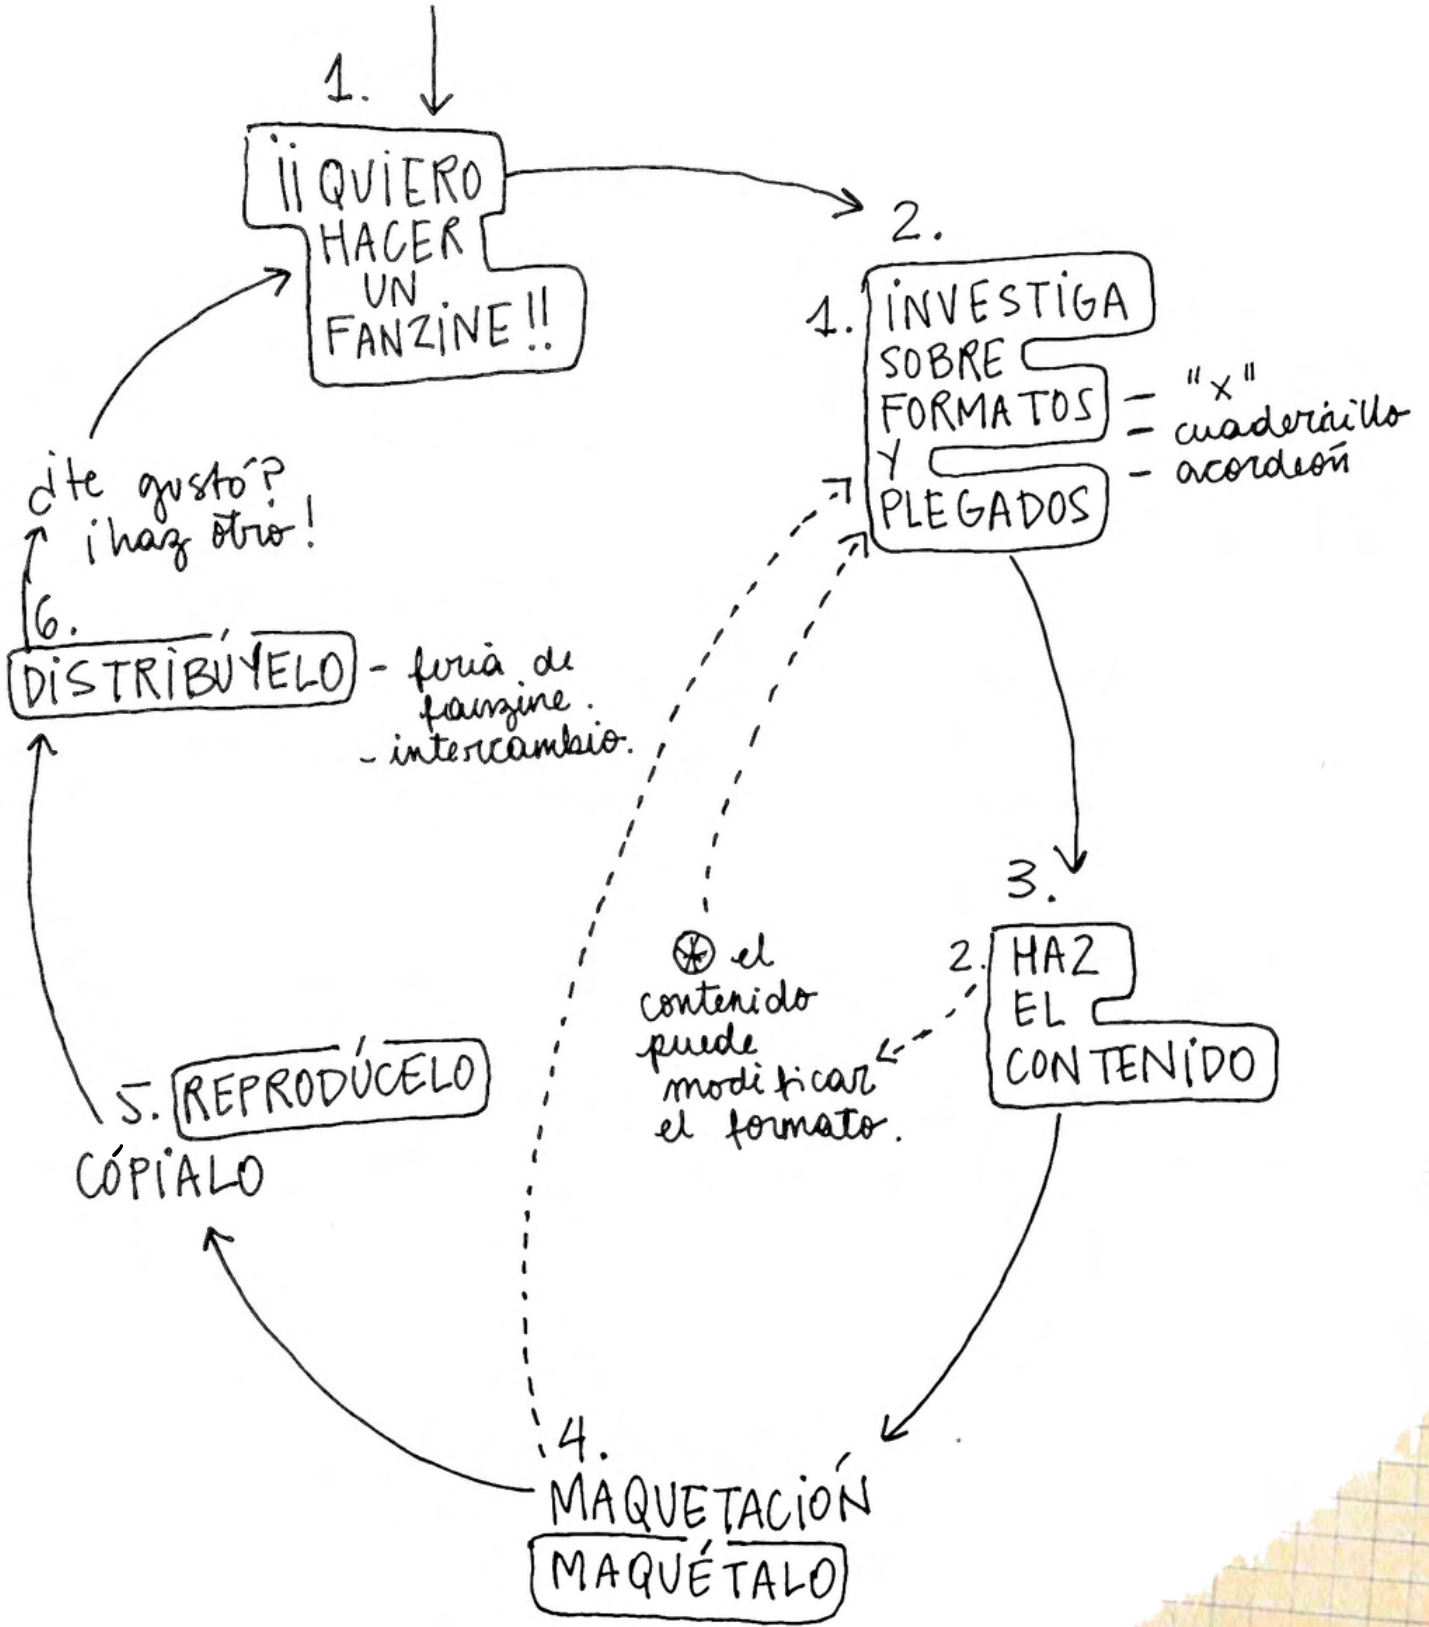 1.
¡¡QUIERO
HACER
UN
FANZINE!!
2.
1. INVESTIGA
SOBRE
FORMATOS
Y
PLEGADOS
- "x"
- cuadernillo
- acordeón
3.
2. HAZ
EL
CONTENIDO
⊛ el
contenido
puede
modificar
el formato.
4.
MAQUETACIÓN
MAQUÉTALO
5. REPRODÚCELO
CÓPIALO
6.
DISTRIBÚYELO
- feria de
fanzine.
- intercambio.
¿te gustó?
¡haz otro!